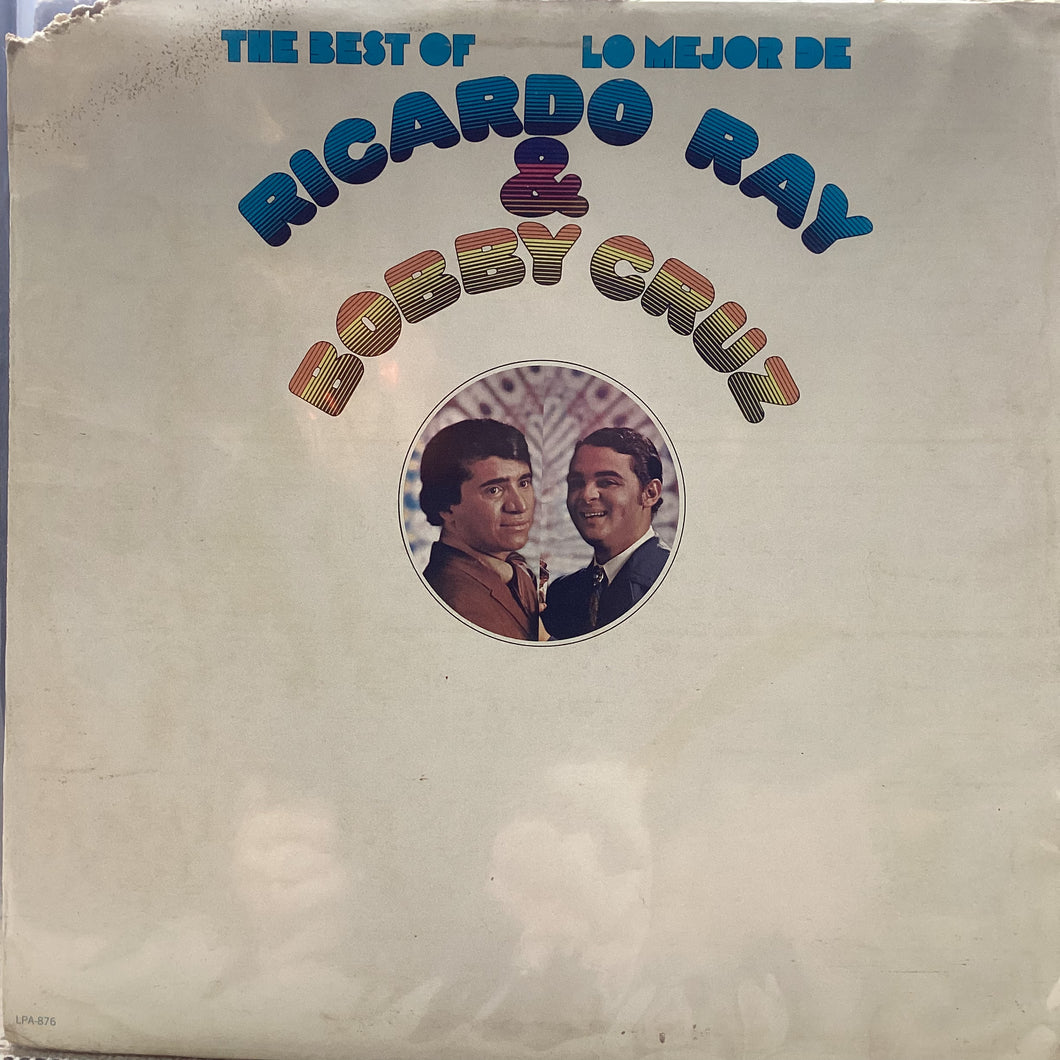 THE BEST OF LO MEJOR DE
RICARDO RAY
&
BOBBY CRUZ
LPA-876